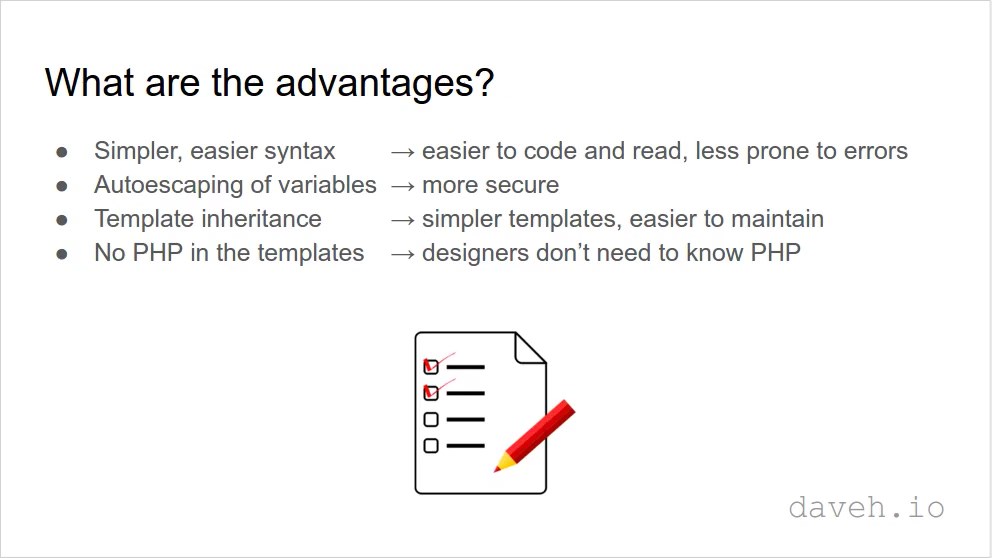 What are the advantages?
● Simpler, easier syntax → easier to code and read, less prone to errors
● Autoescaping of variables → more secure
● Template inheritance → simpler templates, easier to maintain
● No PHP in the templates → designers don’t need to know PHP
daveh.io